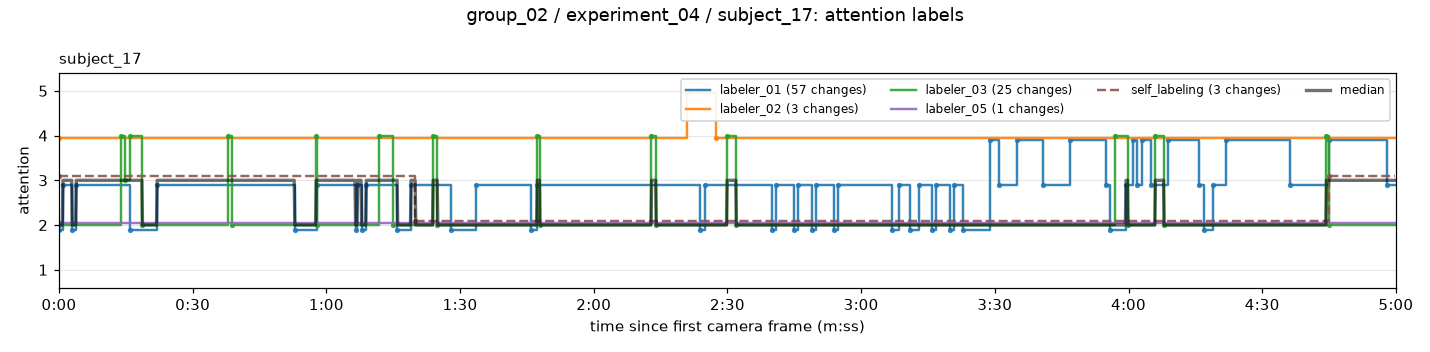 group_02 / experiment_04 / subject_17: attention labels
subject_17
labeler_01 (57 changes)
labeler_02 (3 changes)
labeler_03 (25 changes)
labeler_05 (1 changes)
self_labeling (3 changes)
median
attention
5
4
3
2
1
0:00 0:30 1:00 1:30 2:00 2:30 3:00 3:30 4:00 4:30 5:00
time since first camera frame (m:ss)